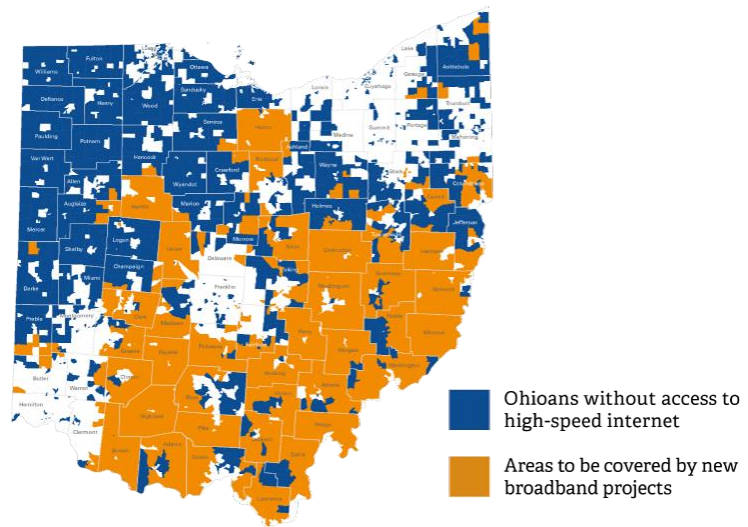 Lake
Fulton
Lucas
Williams
Ottawa
Ashtabula
Geauga
Cuyahoga
Sandusky
Erie
Lorain
Defiance
Henry
Wood
Trumbull
Huron
Seneca
Medina
Summit
Portage
Mahoning
Paulding
Putnam
Hancock
Ashland
Richland
Wayne
Stark
Van Wert
Wyandot
Crawford
Allen
Columbiana
Hardin
Marion
Holmes
Carroll
Auglaize
Morrow
Knox
Jefferson
Mercer
Logan
Union
Coshocton
Harrison
Shelby
Delaware
Champaign
Licking
Guernsey
Miami
Darke
Franklin
Muskingum
Belmont
Clark
Madison
Noble
Preble
Montgomery
Perry
Monroe
Greene
Fayette
Pickaway
Morgan
Washington
Butler
Warren
Clinton
Hocking
Athens
Ross
Vinton
Hamilton
Highland
Meigs
Clermont
Pike
Jackson
Brown
Adams
Scioto
Gallia
Lawrence
Ohioans without access to
high-speed internet
Areas to be covered by new
broadband projects